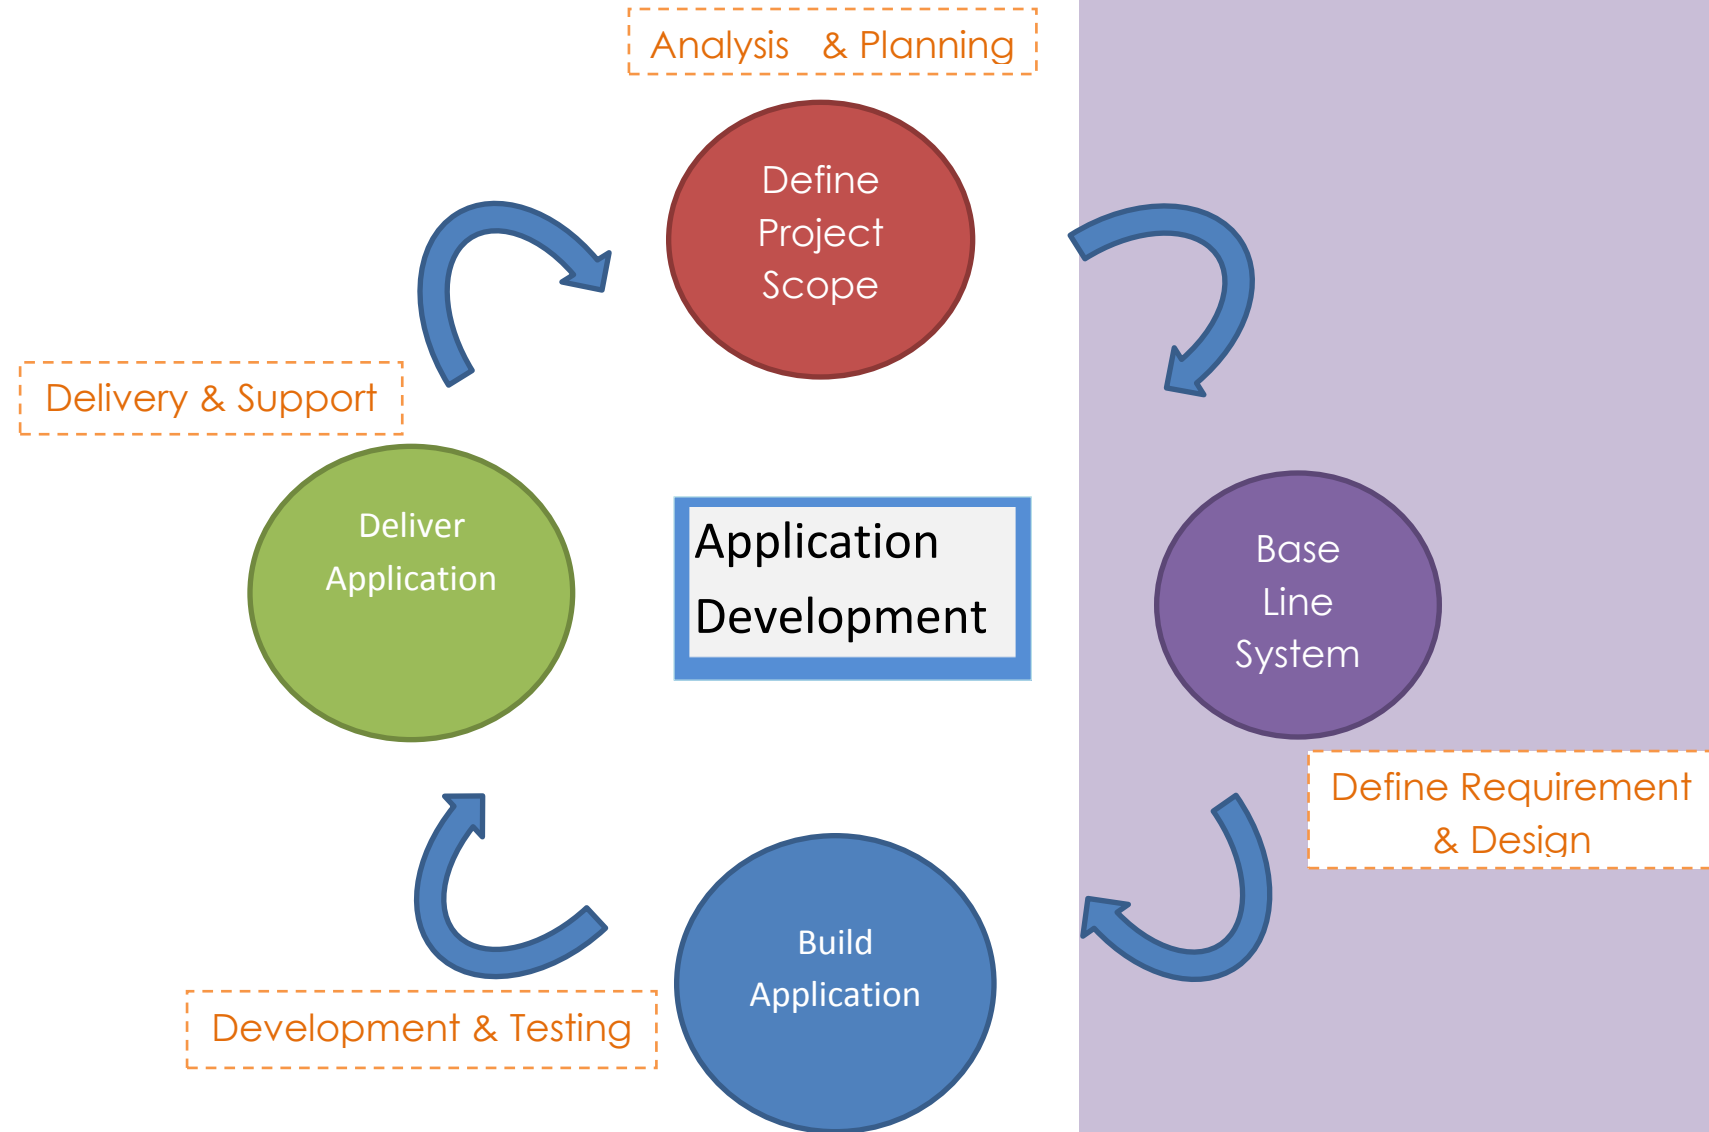 Analysis & Planning
Define
Project
Scope
Delivery & Support
Deliver
Application
Application
Development
Base
Line
System
Define Requirement
& Design
Build
Application
Development & Testing